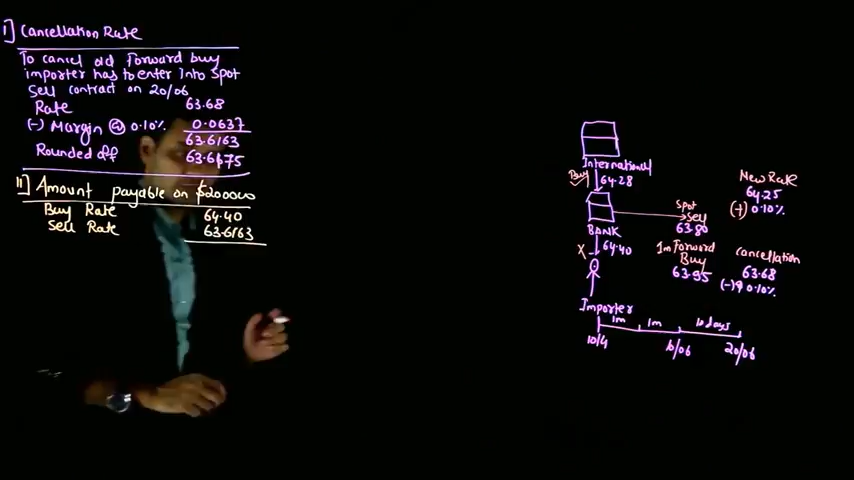 I] Cancellation Rate
To cancel old Forward buy
importer has to enter Into Spot
Sell contract on 20/06
Rate 63.68
(-) Margin @ 0.10% 0.0637
63.6163
Rounded off 63.6175
II] Amount payable on $200000
Buy Rate 64.40
Sell Rate 63.6163
International
Buy 64.28
BANK
X 64.40
Importer
Spot
Sell
63.80
1m Forward
Buy
63.95
New Rate
64.25
(+) 0.10%
Cancellation
63.68
(-) 0.10%
1m 1m 10 days
10/4 10/06 20/06